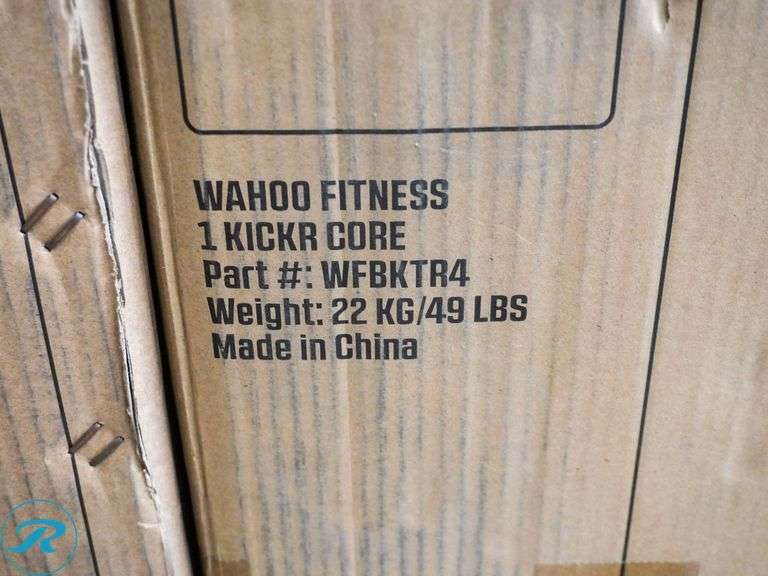 WAHOO FITNESS
1 KICKR CORE
Part #: WFBKTR4
Weight: 22 KG/49 LBS
Made in China
R